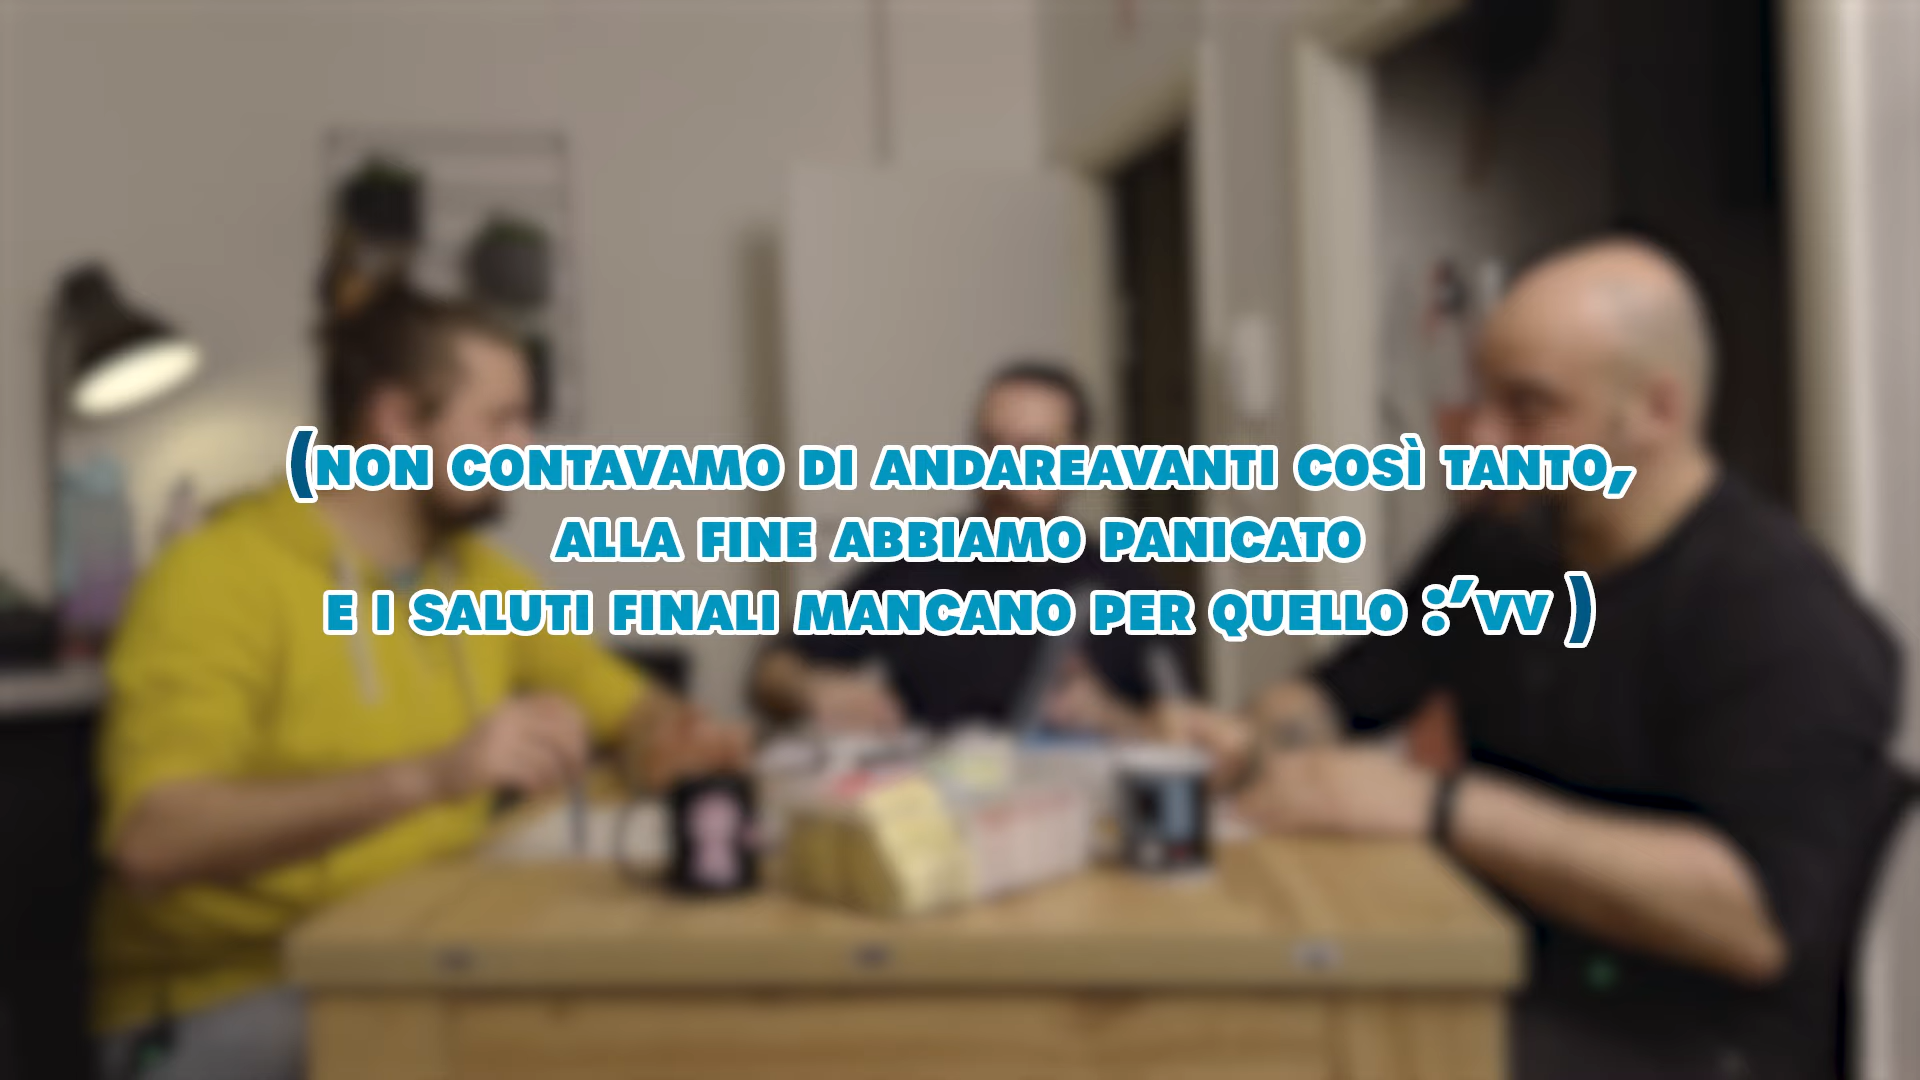 (NON CONTAVAMO DI ANDAREAVANTI COSÌ TANTO,
ALLA FINE ABBIAMO PANICATO
E I SALUTI FINALI MANCANO PER QUELLO :’VV )